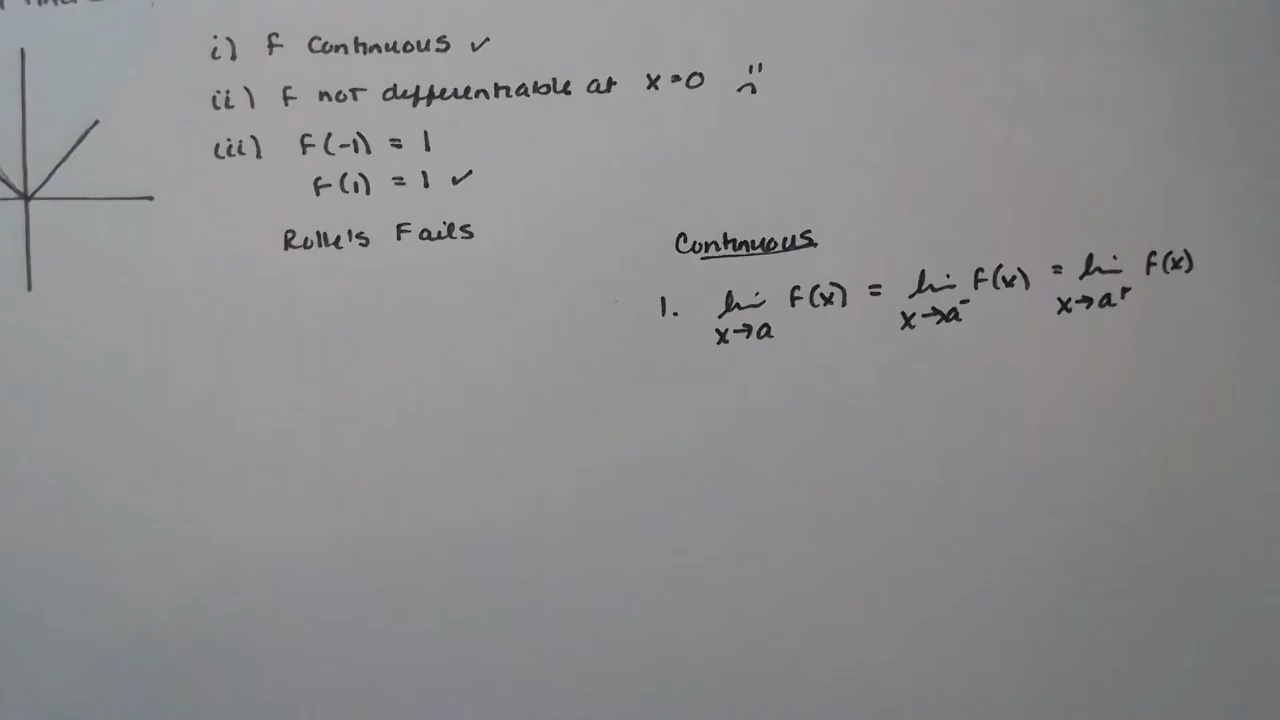 i) f continuous ✓
ii) f not differentiable at x=0
iii) f(-1) = 1
f(1) = 1 ✓
Rolle's Fails
Continuous
1. lim x→a f(x) = lim x→a⁻ f(x) = lim x→a⁺ f(x)